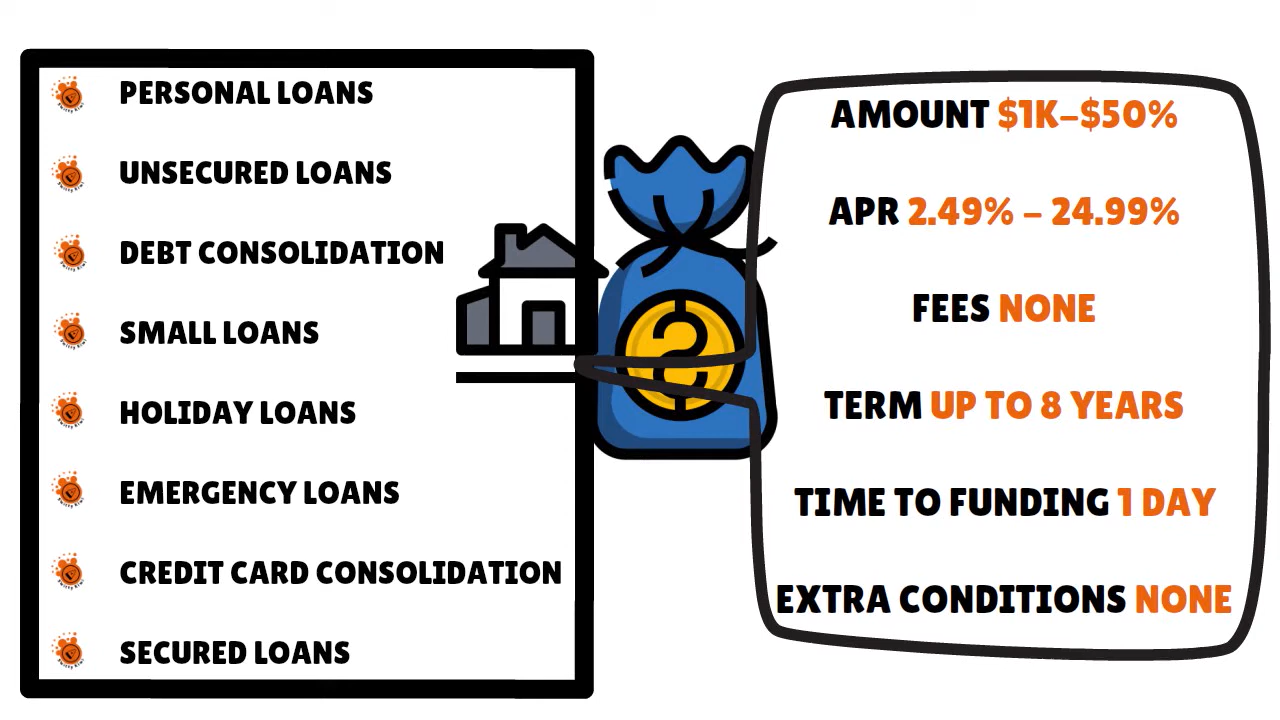 PERSONAL LOANS
UNSECURED LOANS
DEBT CONSOLIDATION
SMALL LOANS
HOLIDAY LOANS
EMERGENCY LOANS
CREDIT CARD CONSOLIDATION
SECURED LOANS
AMOUNT $1K–$50%
APR 2.49% – 24.99%
FEES NONE
TERM UP TO 8 YEARS
TIME TO FUNDING 1 DAY
EXTRA CONDITIONS NONE